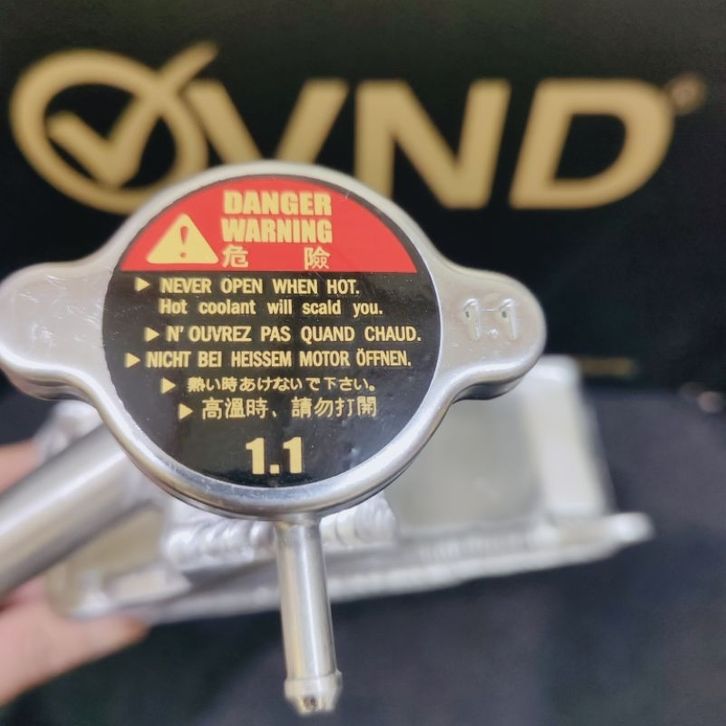 VND
DANGER
WARNING
危 險
▶ NEVER OPEN WHEN HOT.
Hot coolant will scald you.
▶ N'OUVREZ PAS QUAND CHAUD.
▶ NICHT BEI HEISSEM MOTOR ÖFFNEN.
▶ 熱い時あけないで下さい。
▶ 高溫時、請勿打開
1.1
1.1